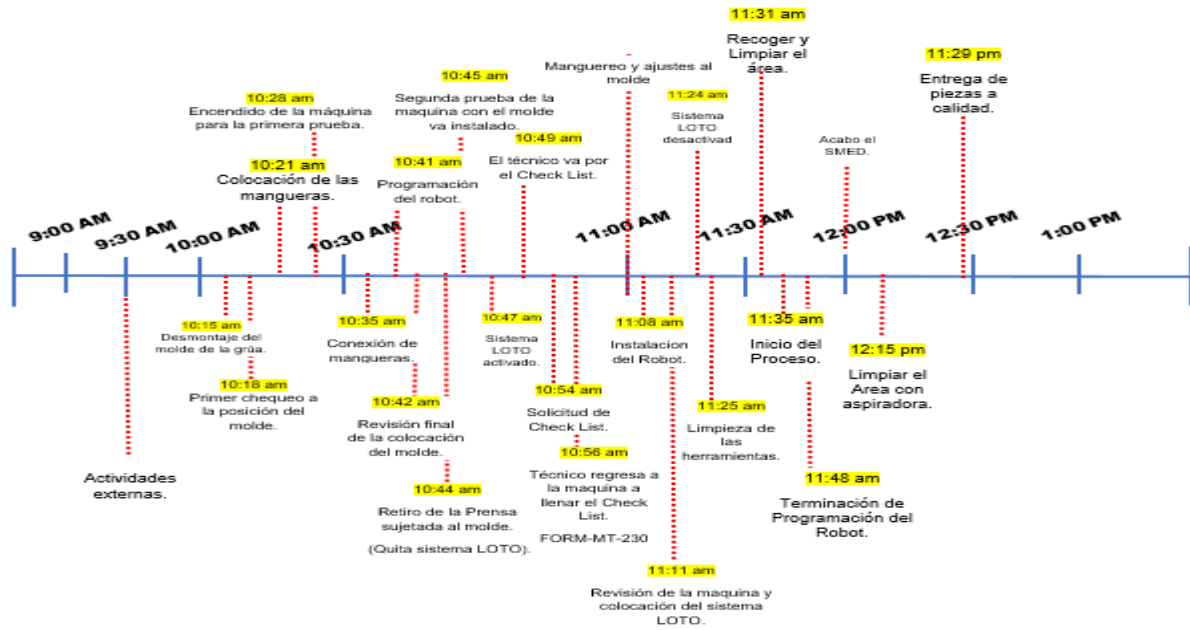 11:31 am
Recoger y
Limpiar el
área.
11:29 pm
Entrega de
piezas a
calidad.
Manguereo y ajustes al
molde
10:45 am
Segunda prueba de la
maquina con el molde
va instalado.
11:24 am
Sistema
LOTO
desactivad
10:28 am
Encendido de la máquina
para la primera prueba.
10:49 am
El técnico va por
el Check List.
Acabo el
SMED.
10:21 am
Colocación de las
mangueras.
10:41 am
Programación
del robot.
9:00 AM
9:30 AM
10:00 AM
10:30 AM
11:00 AM
11:30 AM
12:00 PM
12:30 PM
1:00 PM
10:15 am
Desmontaje del
molde de la grúa.
10:18 am
Primer chequeo a
la posición del
molde.
10:35 am
Conexión de
mangueras.
10:47 am
Sistema
LOTO
activado.
11:08 am
Instalacion
del Robot.
11:35 am
Inicio del
Proceso.
12:15 pm
Limpiar el
Area con
aspiradora.
10:42 am
Revisión final
de la colocación
del molde.
10:54 am
Solicitud de
Check List.
11:25 am
Limpieza de
las
herramientas.
Actividades
externas.
10:44 am
Retiro de la Prensa
sujetada al molde.
(Quita sistema LOTO).
10:56 am
Técnico regresa a
la maquina a
llenar el Check
List.
FORM-MT-230
11:48 am
Terminación de
Programación del
Robot.
11:11 am
Revisión de la maquina y
colocación del sistema
LOTO.